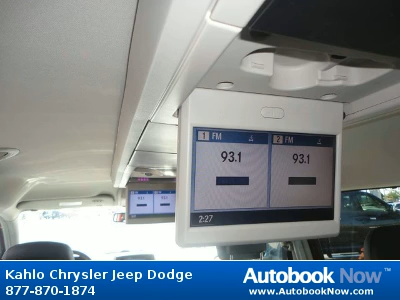 1 FM
2 FM
93.1
93.1
2:27
Kahlo Chrysler Jeep Dodge
877-870-1874
Autobook Now™
www.AutobookNow.com